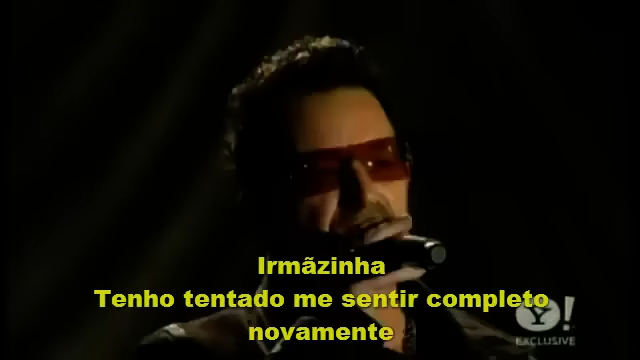 Irmãzinha
Tenho tentado me sentir completo
novamente
Y!
EXCLUSIVE